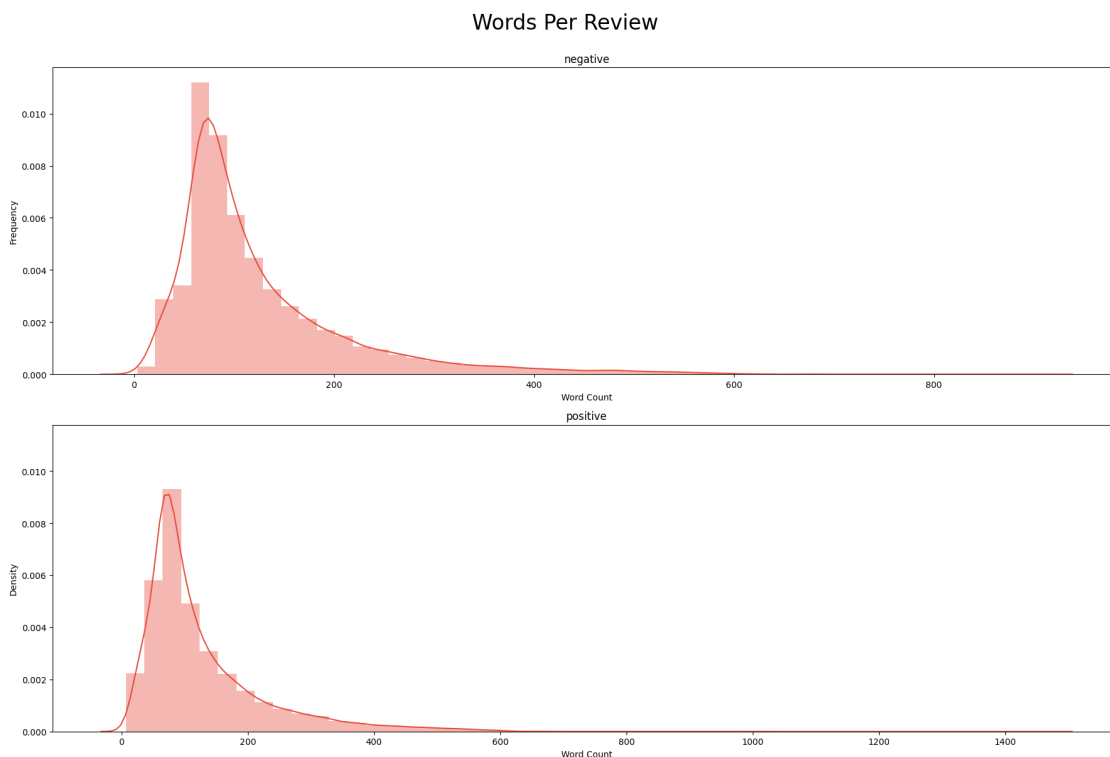 Words Per Review
negative
0.010
0.008
0.006
0.004
0.002
0.000
Frequency
0 200 400 600 800
Word Count
positive
0.010
0.008
0.006
0.004
0.002
0.000
Density
0 200 400 600 800 1000 1200 1400
Word Count